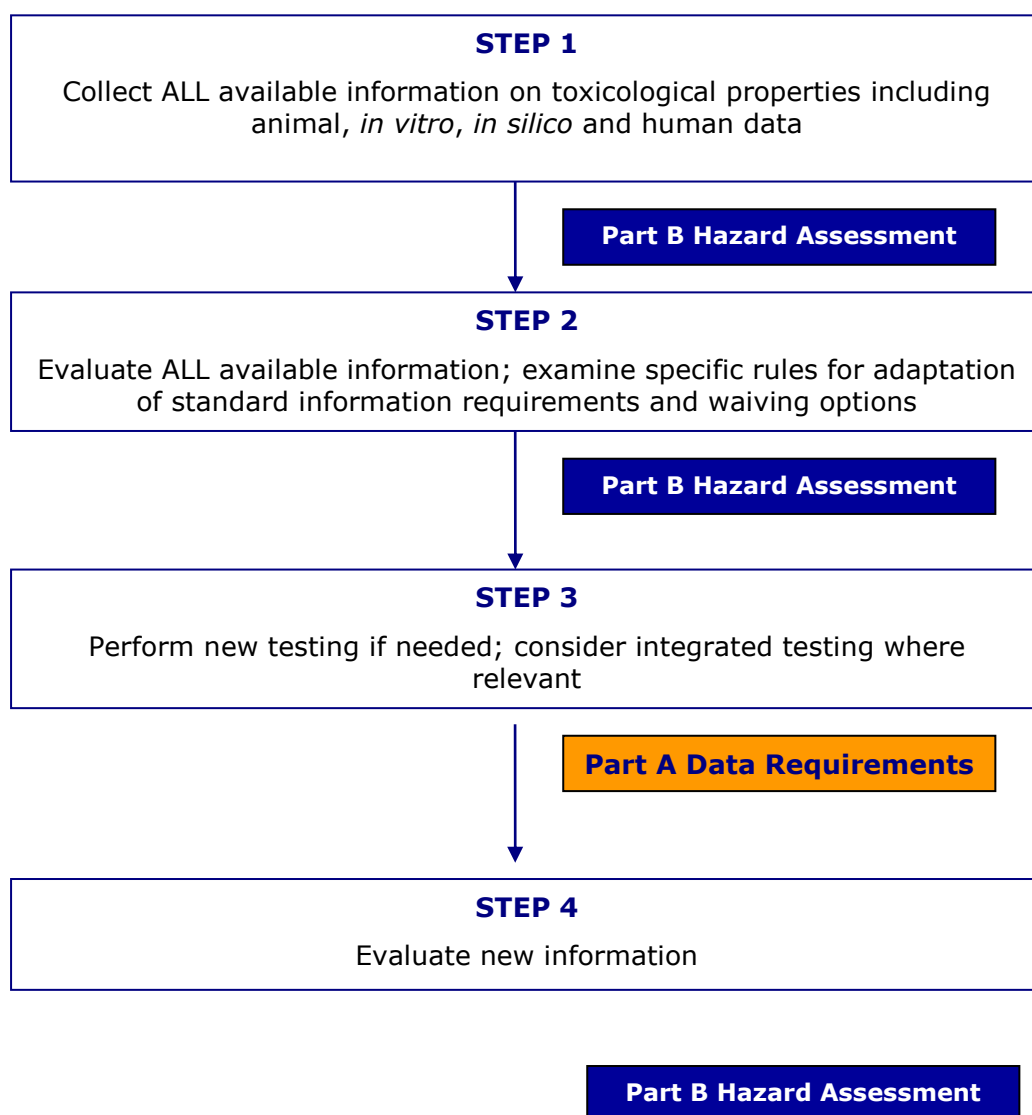 STEP 1
Collect ALL available information on toxicological properties including
animal, in vitro, in silico and human data
Part B Hazard Assessment
STEP 2
Evaluate ALL available information; examine specific rules for adaptation
of standard information requirements and waiving options
Part B Hazard Assessment
STEP 3
Perform new testing if needed; consider integrated testing where
relevant
Part A Data Requirements
STEP 4
Evaluate new information
Part B Hazard Assessment